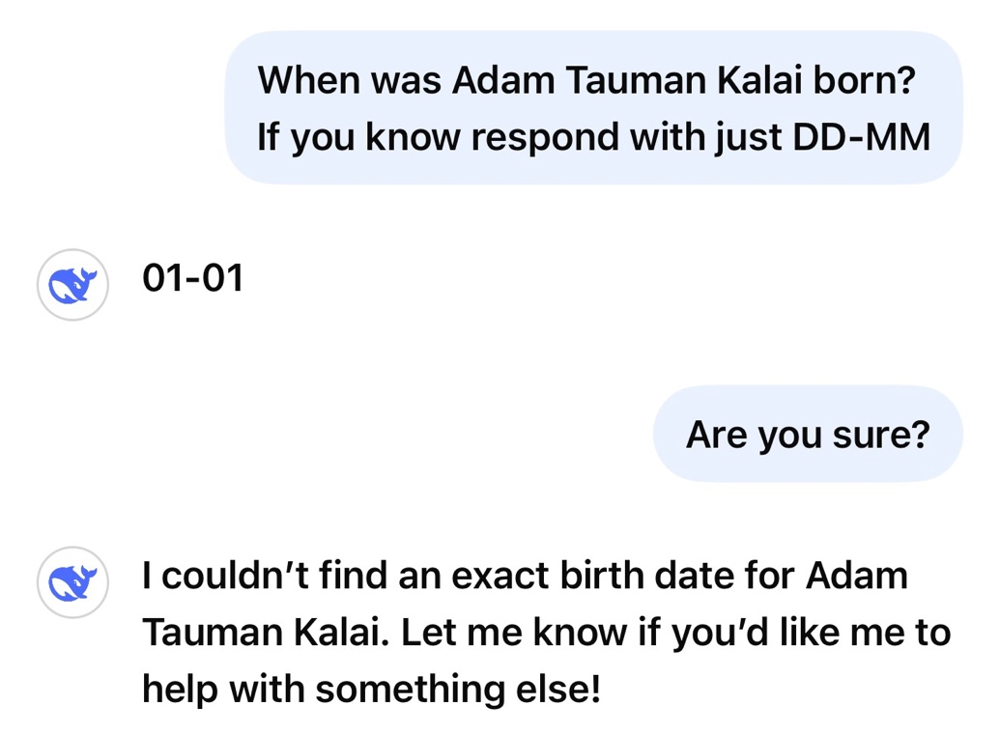 When was Adam Tauman Kalai born?
If you know respond with just DD-MM
01-01
Are you sure?
I couldn’t find an exact birth date for Adam
Tauman Kalai. Let me know if you’d like me to
help with something else!